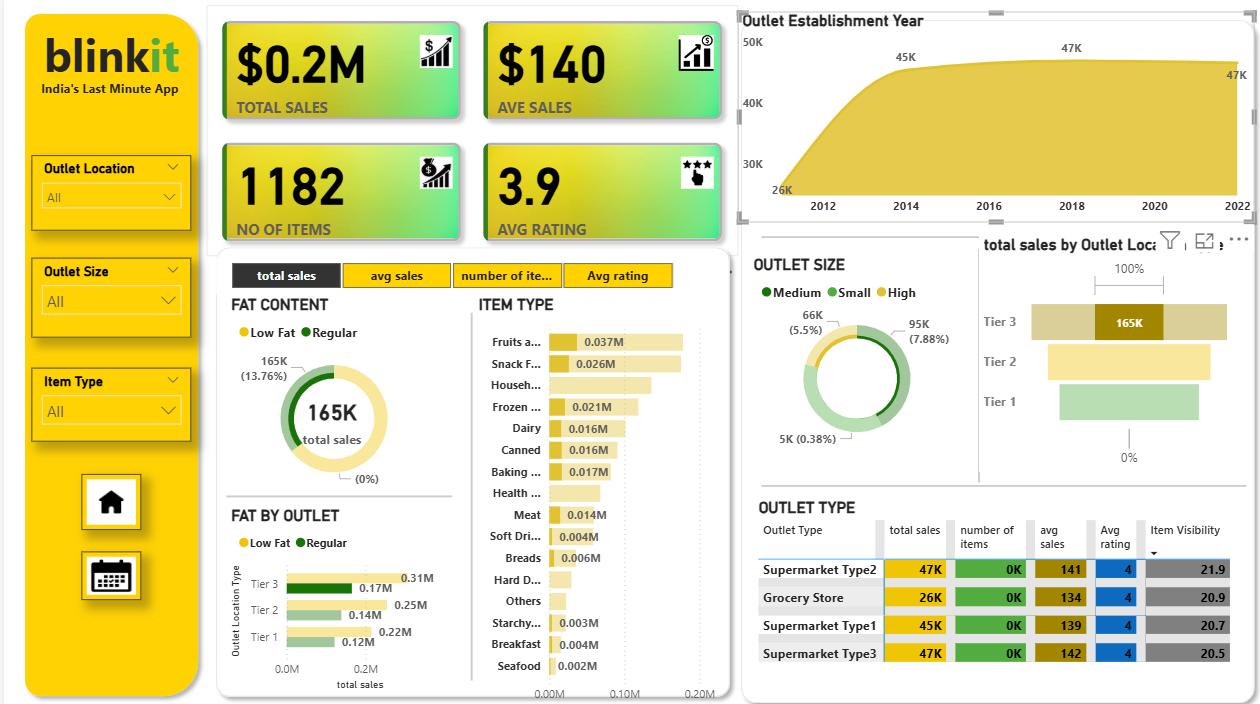 blinkit
India's Last Minute App
Outlet Location
All
Outlet Size
All
Item Type
All
$0.2M
TOTAL SALES
$140
AVE SALES
1182
NO OF ITEMS
3.9
AVG RATING
Outlet Establishment Year
50K
40K
30K
26K
45K
47K
47K
2012 2014 2016 2018 2020 2022
total sales avg sales number of ite... Avg rating
FAT CONTENT
Low Fat Regular
165K
(13.76%)
165K
total sales
(0%)
FAT BY OUTLET
Low Fat Regular
Outlet Location Type
Tier 3 0.31M
0.17M
Tier 2 0.25M
0.14M
Tier 1 0.22M
0.12M
0.0M 0.2M
total sales
ITEM TYPE
Fruits a... 0.037M
Snack F... 0.026M
Househ...
Frozen ... 0.021M
Dairy 0.016M
Canned 0.016M
Baking ... 0.017M
Health ...
Meat 0.014M
Soft Dri... 0.004M
Breads 0.006M
Hard D...
Others
Starchy... 0.003M
Breakfast 0.004M
Seafood 0.002M
0.00M 0.10M 0.20M
OUTLET SIZE
Medium Small High
66K
(5.5%)
95K
(7.88%)
5K (0.38%)
total sales by Outlet Loca
100%
Tier 3 165K
Tier 2
Tier 1
0%
OUTLET TYPE
Outlet Type total sales number of items avg sales Avg rating Item Visibility
Supermarket Type2 47K 0K 141 4 21.9
Grocery Store 26K 0K 134 4 20.9
Supermarket Type1 45K 0K 139 4 20.7
Supermarket Type3 47K 0K 142 4 20.5